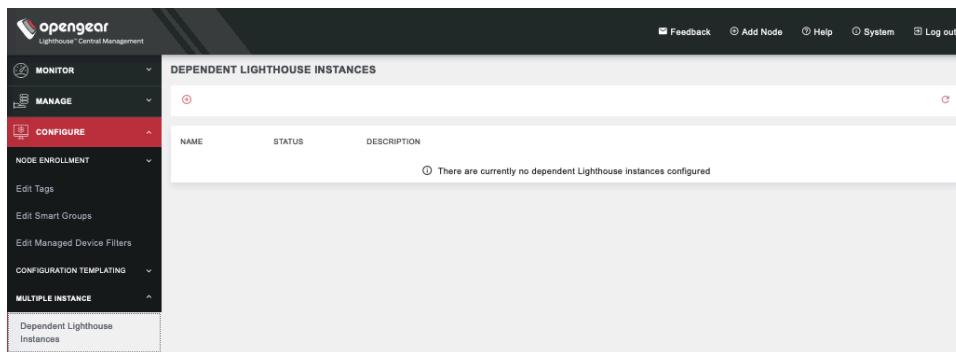 opengear
Lighthouse™ Central Management
Feedback
Add Node
Help
System
Log out
MONITOR
MANAGE
CONFIGURE
NODE ENROLLMENT
Edit Tags
Edit Smart Groups
Edit Managed Device Filters
CONFIGURATION TEMPLATING
MULTIPLE INSTANCE
Dependent Lighthouse
Instances
DEPENDENT LIGHTHOUSE INSTANCES
NAME STATUS DESCRIPTION
There are currently no dependent Lighthouse instances configured